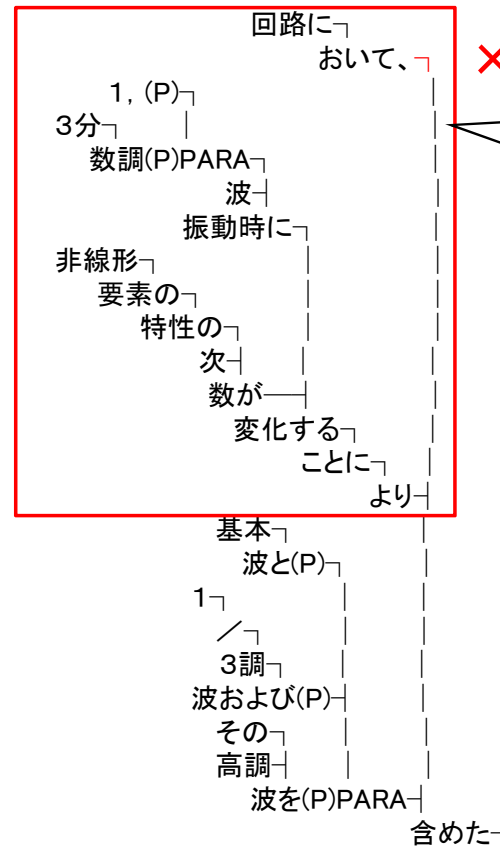 回路に┐
おいて、┐
×
1, (P)┐ │
3分┐ │ │
数調(P)PARA┐ │
波┤ │
振動時に┐ │
非線形┐ │ │
要素の┐ │ │
特性の┐ │ │
次┤ │ │
数が─┤ │
変化する┐ │
ことに┐ │
より┤
基本┐ │
波と(P)┐ │
1┐ │ │
/┐ │ │
3調┐ │ │
波および(P)┤ │
その┐ │ │
高調┤ │ │
波を(P)PARA┤
含めた┐